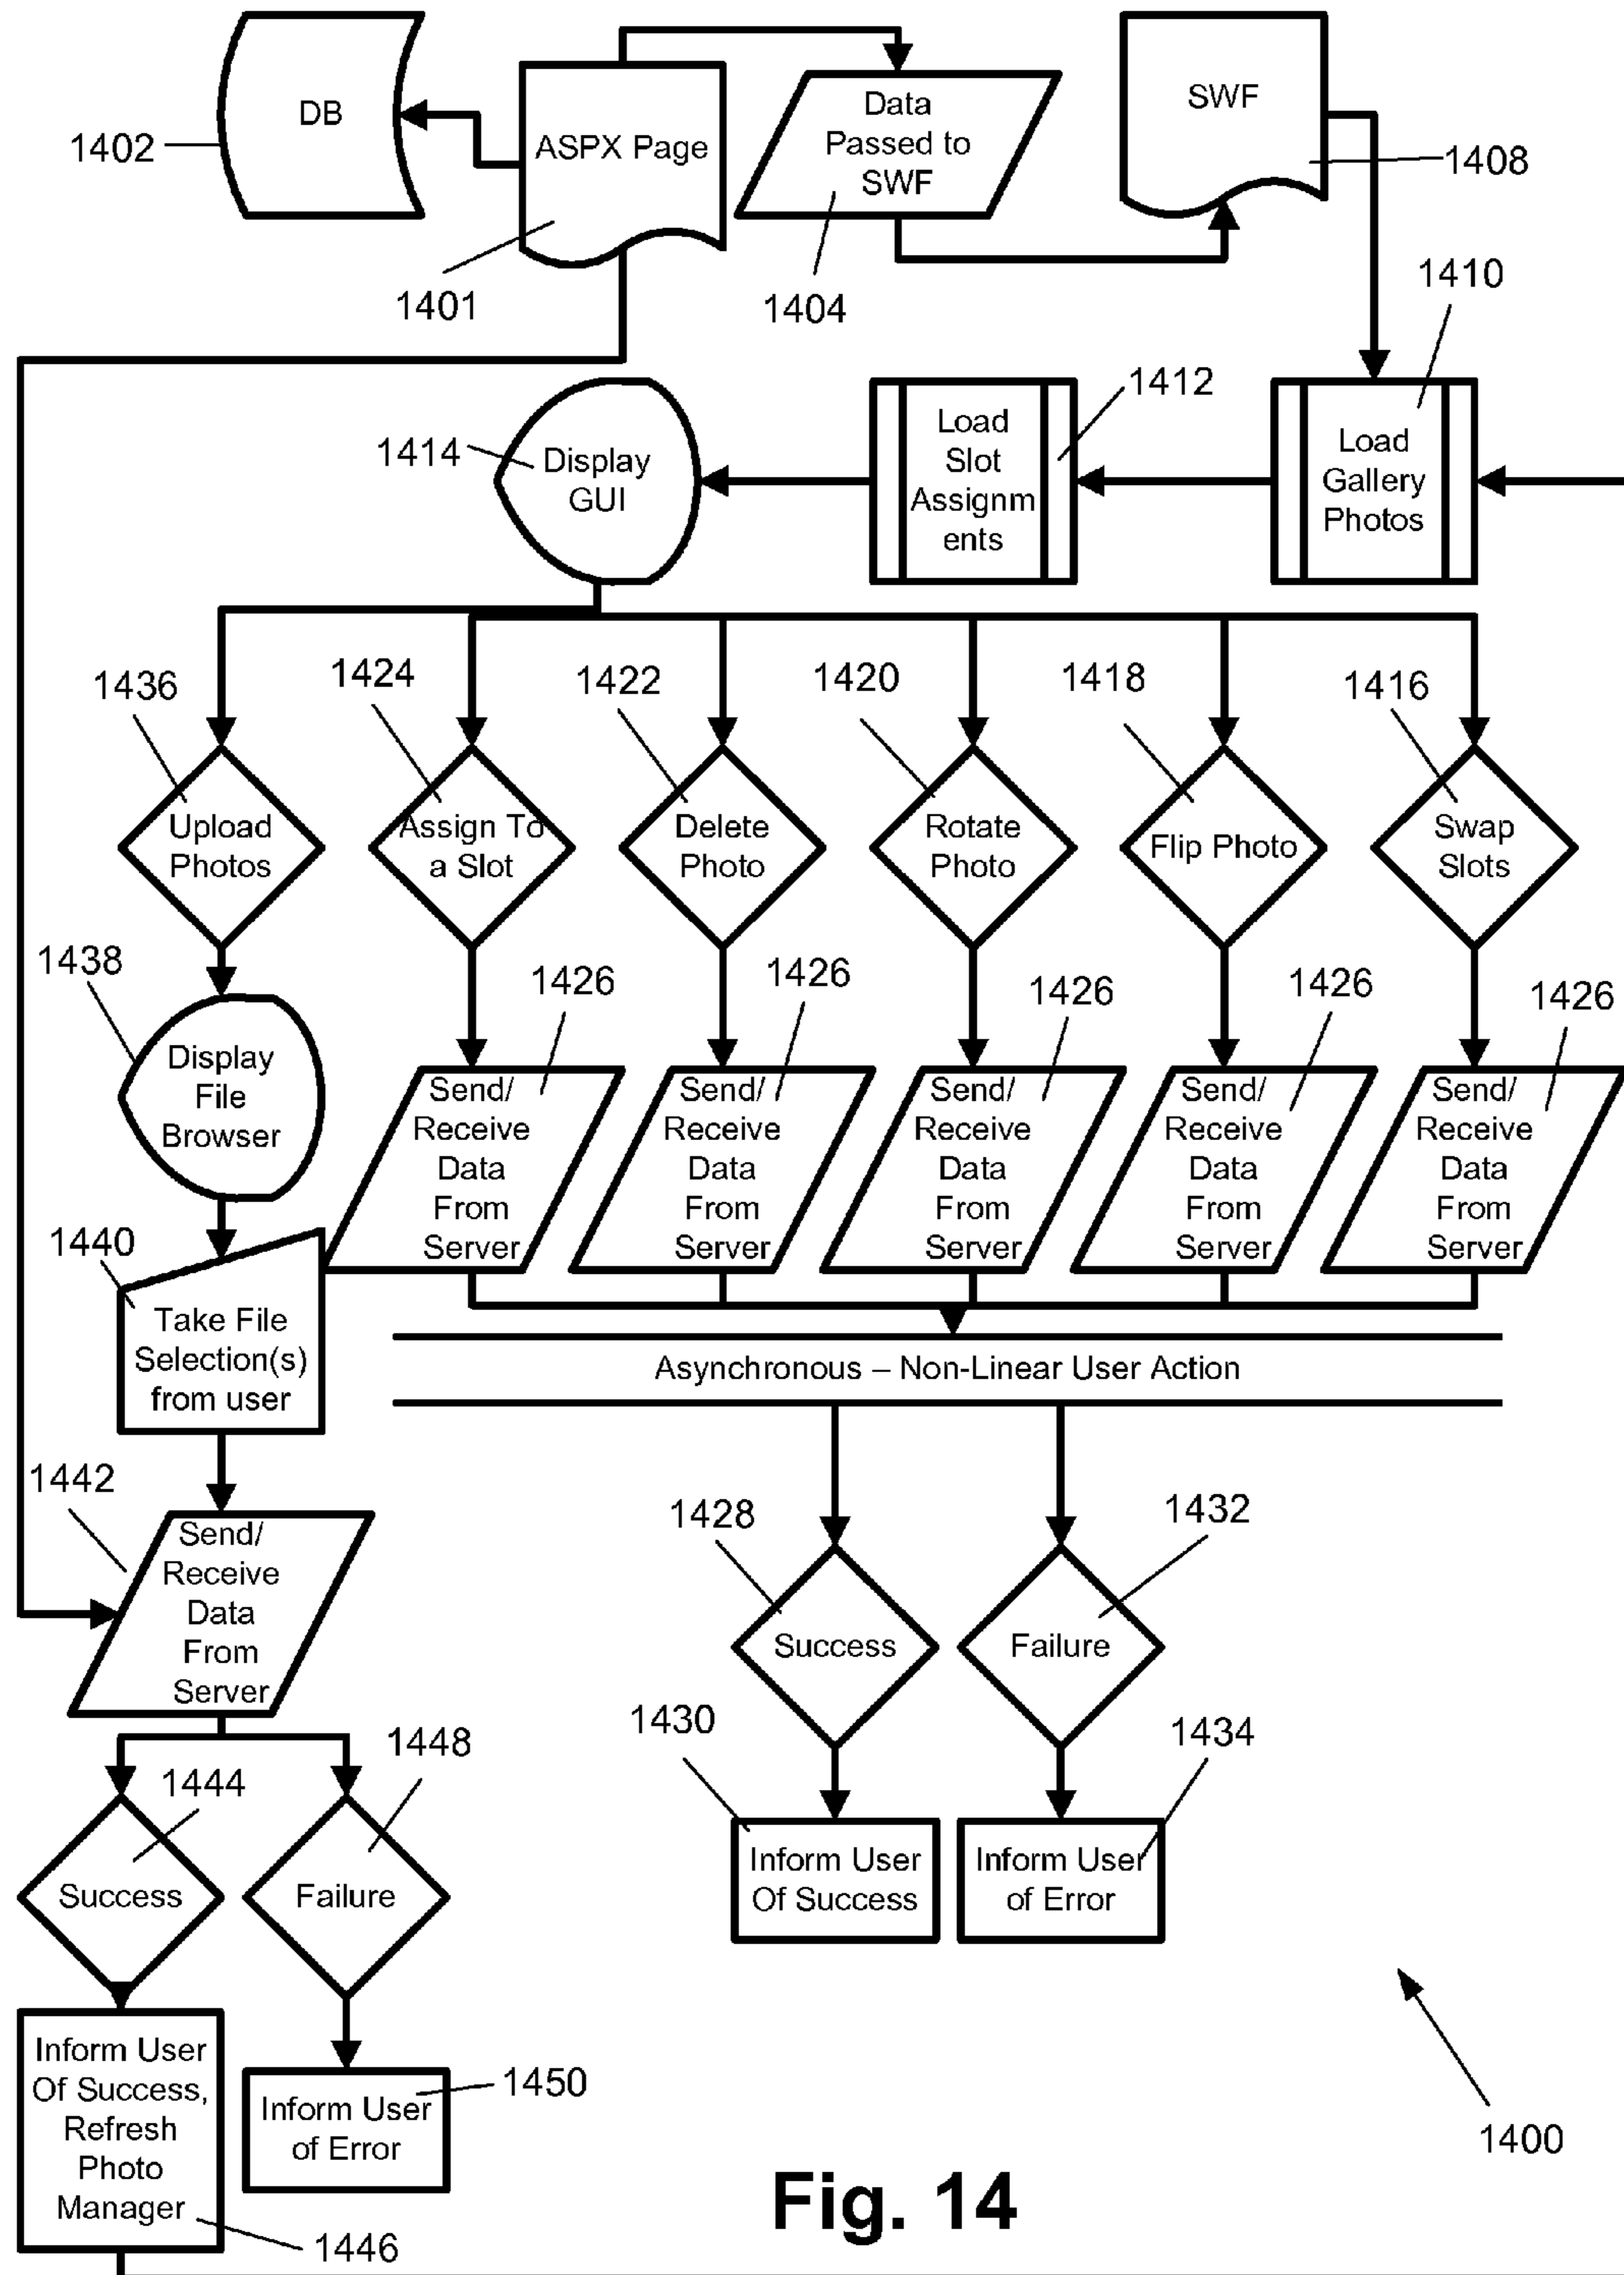 DB
1402
ASPX Page
1401
Data
Passed to
SWF
1404
SWF
1408
1410
Load
Gallery
Photos
1412
Load
Slot
Assignm
ents
1414
Display
GUI
1436
Upload
Photos
1424
Assign To
a Slot
1422
Delete
Photo
1420
Rotate
Photo
1418
Flip Photo
1416
Swap
Slots
1438
Display
File
Browser
1426
Send/
Receive
Data
From
Server
1426
Send/
Receive
Data
From
Server
1426
Send/
Receive
Data
From
Server
1426
Send/
Receive
Data
From
Server
1426
Send/
Receive
Data
From
Server
1440
Take File
Selection(s)
from user
Asynchronous – Non-Linear User Action
1442
Send/
Receive
Data
From
Server
1428
Success
1432
Failure
1430
Inform User
Of Success
1434
Inform User
of Error
1444
Success
1448
Failure
Inform User
Of Success,
Refresh
Photo
Manager
1446
Inform User
of Error
1450
1400
Fig. 14